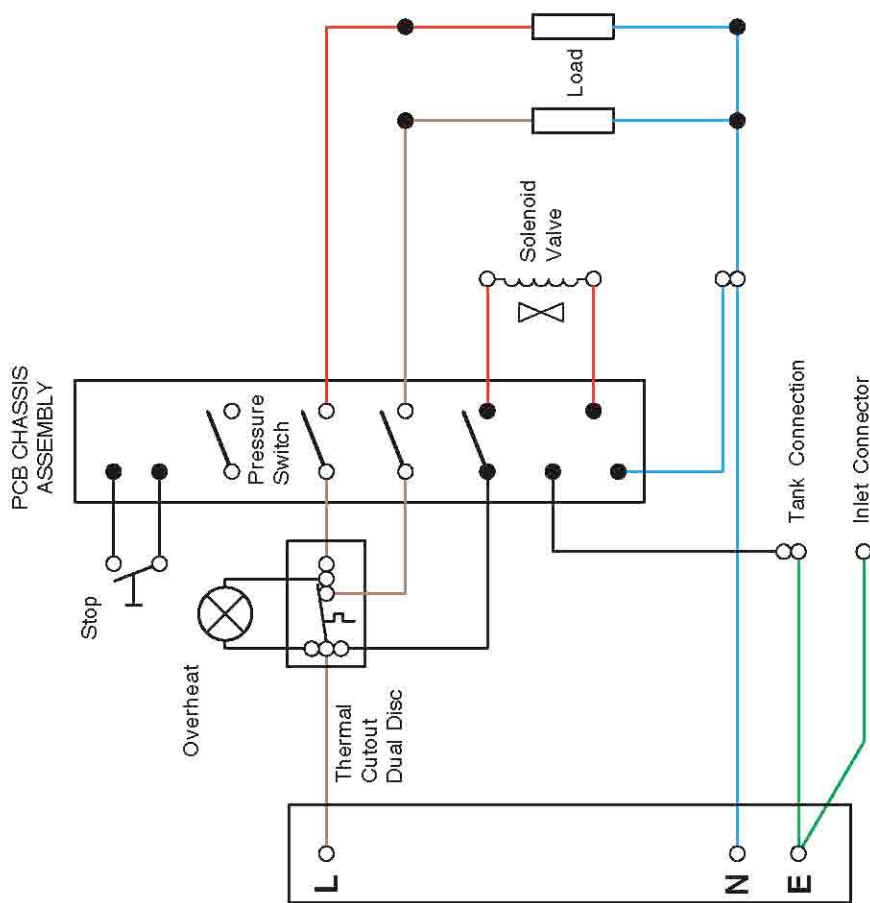 PCB CHASSIS
ASSEMBLY
Stop
Overheat
Pressure
Switch
Thermal
Cutout
Dual Disc
Solenoid
Valve
Load
Tank Connection
Inlet Connector
L
N
E